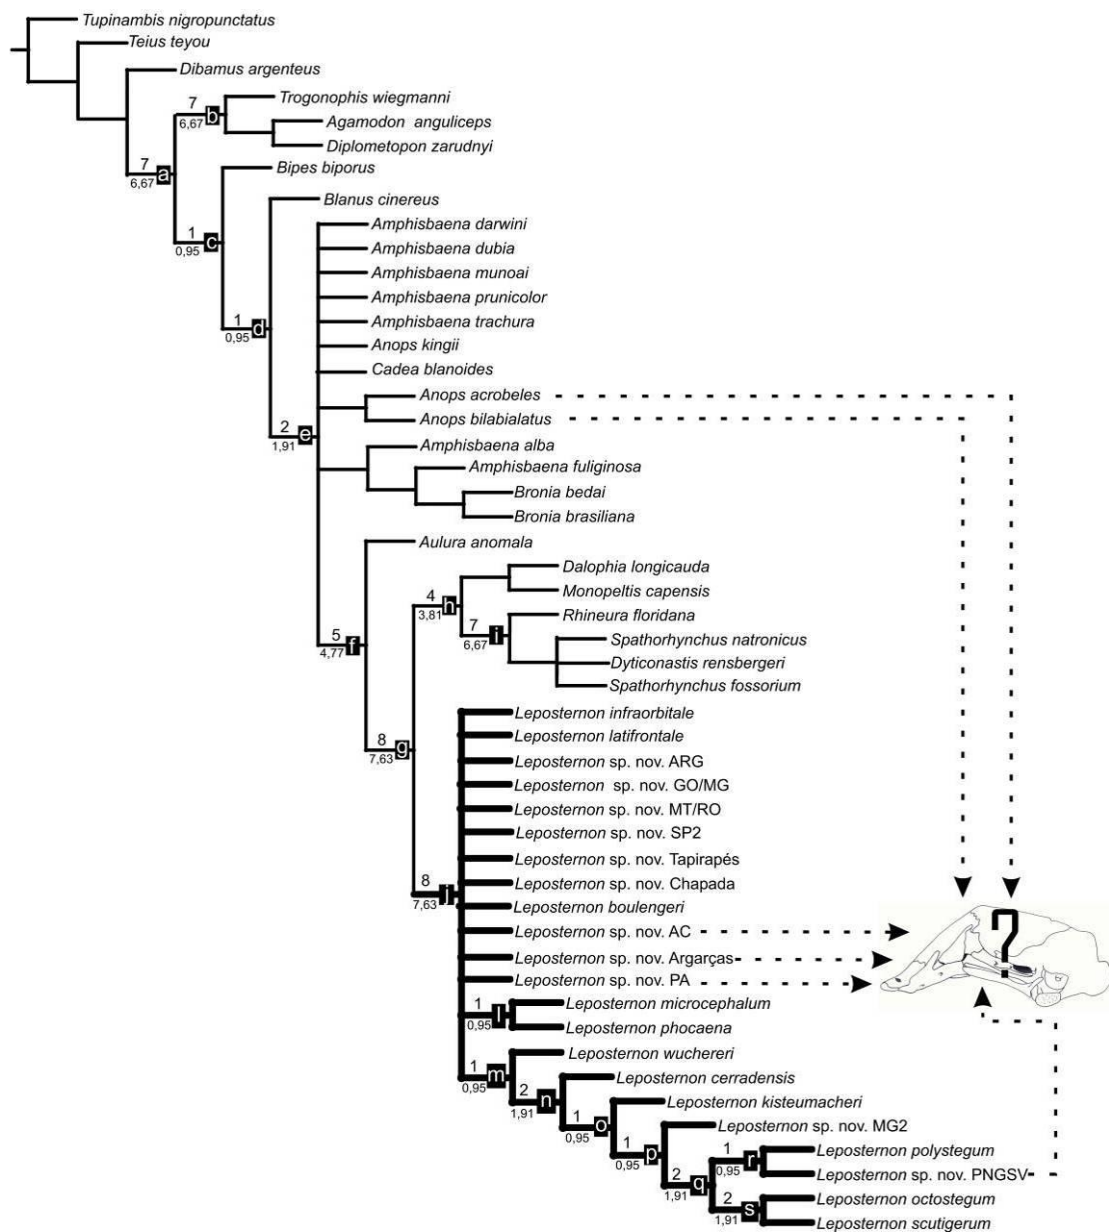 Tupinambis nigropunctatus
Teius teyou
Dibamus argenteus
Trogonophis wiegmanni
7
6,67 b
Agamodon anguliceps
Diplometopon zarudnyi
7
6,67 a
Bipes biporus
Blanus cinereus
Amphisbaena darwini
1
0,95 c
Amphisbaena dubia
Amphisbaena munoai
Amphisbaena prunicolor
1
0,95 d
Amphisbaena trachura
Anops kingii
Cadea blanoides
Anops acrobeles
Anops bilabialatus
2
1,91 e
Amphisbaena alba
Amphisbaena fuliginosa
Bronia bedai
Bronia brasiliana
Aulura anomala
Dalophia longicauda
Monopeltis capensis
4
3,81 h
Rhineura floridana
7
6,67 i
Spathorhynchus natronicus
5
4,77 f
Dyticonastis rensbergeri
Spathorhynchus fossorium
Leposternon infraorbitale
Leposternon latifrontale
8
7,63 g
Leposternon sp. nov. ARG
Leposternon sp. nov. GO/MG
Leposternon sp. nov. MT/RO
Leposternon sp. nov. SP2
Leposternon sp. nov. Tapirapés
Leposternon sp. nov. Chapada
8
7,63 j
Leposternon boulengeri
?
Leposternon sp. nov. AC
Leposternon sp. nov. Argarças
Leposternon sp. nov. PA
Leposternon microcephalum
1
0,95 l
Leposternon phocaena
Leposternon wuchereri
1
0,95 m
Leposternon cerradensis
2
1,91 n
Leposternon kisteumacheri
1
0,95 o
Leposternon sp. nov. MG2
1
0,95 p
Leposternon polystegum
1
0,95 r
Leposternon sp. nov. PNGSV
2
1,91 q
Leposternon octostegum
2
1,91 s
Leposternon scutigerum